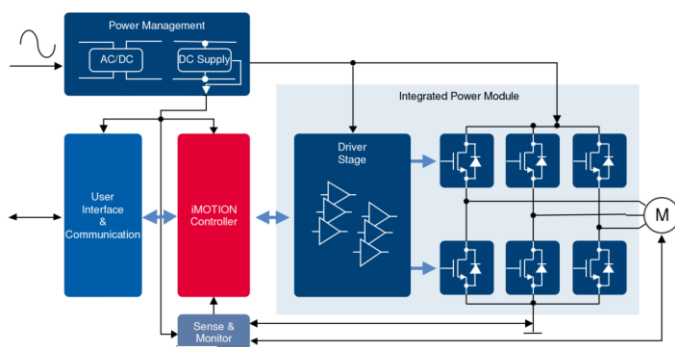 Power Management
AC/DC
DC Supply
Integrated Power Module
User
Interface
&
Communication
iMOTION
Controller
Driver
Stage
M
Sense &
Monitor